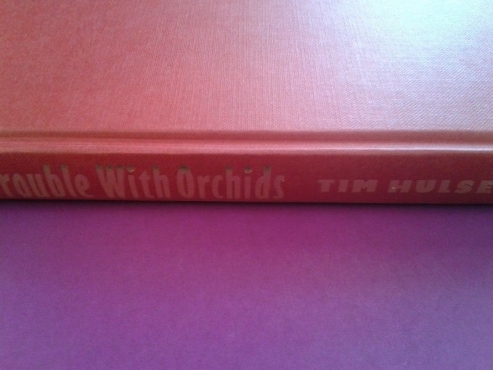 rouble With Orchids TIM HULSE